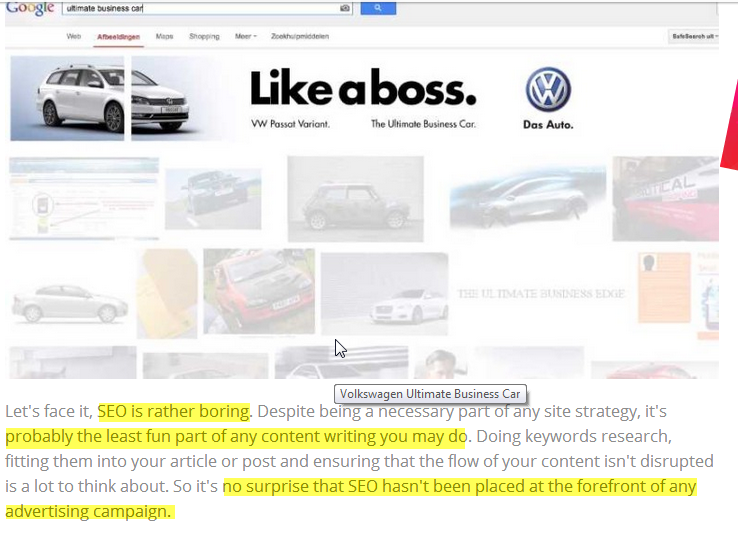 Google ultimate business car
Web Afbeeldingen Maps Shopping Meer Zoekhulpmiddelen SafeSearch uit
Like a boss.
VW Passat Variant. The Ultimate Business Car. Das Auto.
THE ULTIMATE BUSINESS EDGE
Volkswagen Ultimate Business Car
Let's face it, SEO is rather boring. Despite being a necessary part of any site strategy, it's
probably the least fun part of any content writing you may do. Doing keywords research,
fitting them into your article or post and ensuring that the flow of your content isn't disrupted
is a lot to think about. So it's no surprise that SEO hasn't been placed at the forefront of any
advertising campaign.